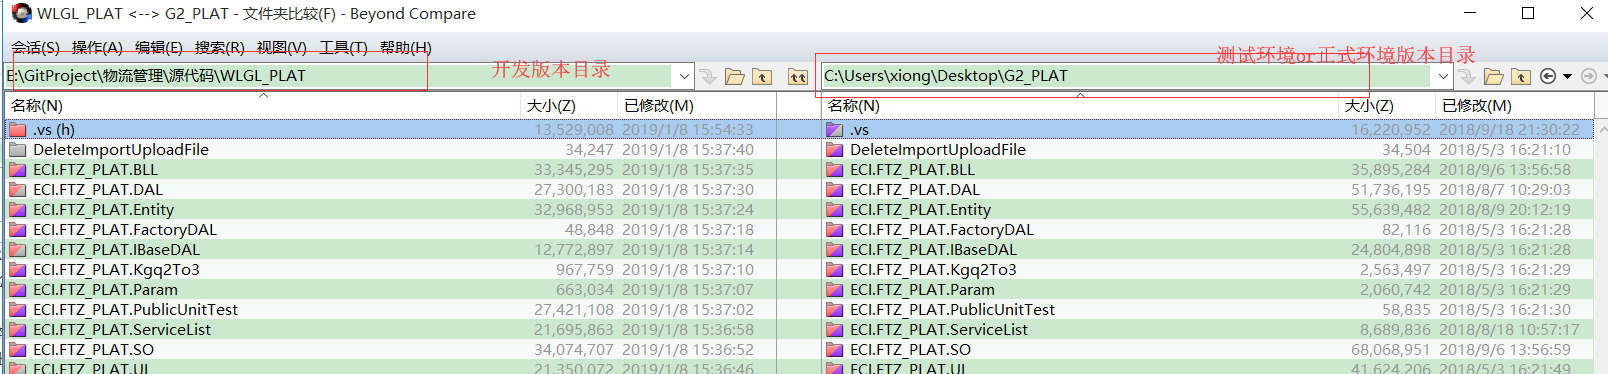 WLGL_PLAT <--> G2_PLAT - 文件夹比较(F) - Beyond Compare
会话(S) 操作(A) 编辑(E) 搜索(R) 视图(V) 工具(T) 帮助(H)
E:\GitProject\物流管理\源代码\WLGL_PLAT 开发版本目录 C:\Users\xiong\Desktop\G2_PLAT 测试环境or正式环境版本目录
名称(N) 大小(Z) 已修改(M) 名称(N) 大小(Z) 已修改(M)
.vs (h) 13,529,008 2019/1/8 15:54:33 .vs 16,220,952 2018/9/18 21:30:22
DeleteImportUploadFile 34,247 2019/1/8 15:37:40 DeleteImportUploadFile 34,504 2018/5/3 16:21:10
ECI.FTZ_PLAT.BLL 33,345,295 2019/1/8 15:37:35 ECI.FTZ_PLAT.BLL 35,895,284 2018/9/6 13:56:58
ECI.FTZ_PLAT.DAL 27,300,183 2019/1/8 15:37:30 ECI.FTZ_PLAT.DAL 51,736,195 2018/8/7 10:29:03
ECI.FTZ_PLAT.Entity 32,968,953 2019/1/8 15:37:24 ECI.FTZ_PLAT.Entity 55,639,482 2018/8/9 20:12:19
ECI.FTZ_PLAT.FactoryDAL 48,848 2019/1/8 15:37:18 ECI.FTZ_PLAT.FactoryDAL 82,116 2018/5/3 16:21:28
ECI.FTZ_PLAT.IBaseDAL 12,772,897 2019/1/8 15:37:14 ECI.FTZ_PLAT.IBaseDAL 24,804,898 2018/5/3 16:21:28
ECI.FTZ_PLAT.Kgq2To3 967,759 2019/1/8 15:37:10 ECI.FTZ_PLAT.Kgq2To3 2,563,497 2018/5/3 16:21:29
ECI.FTZ_PLAT.Param 663,034 2019/1/8 15:37:07 ECI.FTZ_PLAT.Param 2,060,742 2018/5/3 16:21:29
ECI.FTZ_PLAT.PublicUnitTest 27,421,108 2019/1/8 15:37:02 ECI.FTZ_PLAT.PublicUnitTest 58,835 2018/5/3 16:21:30
ECI.FTZ_PLAT.ServiceList 21,695,863 2019/1/8 15:36:58 ECI.FTZ_PLAT.ServiceList 8,689,836 2018/8/18 10:57:17
ECI.FTZ_PLAT.SO 34,074,707 2019/1/8 15:36:52 ECI.FTZ_PLAT.SO 68,068,951 2018/9/6 13:56:59
ECI.FTZ_PLAT.UI 21,350,072 2019/1/8 15:36:46 ECI.FTZ_PLAT.UI 41,624,206 2018/5/3 16:21:49